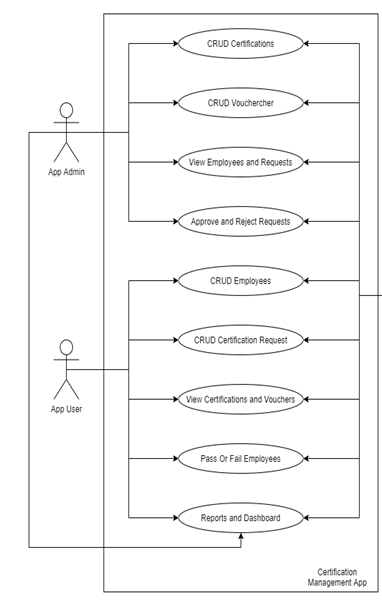 CRUD Certifications
CRUD Vouchercher
App Admin
View Employees and Requests
Approve and Reject Requests
CRUD Employees
CRUD Certification Request
App User
View Certifications and Vouchers
Pass Or Fail Employees
Reports and Dashboard
Certification
Management App